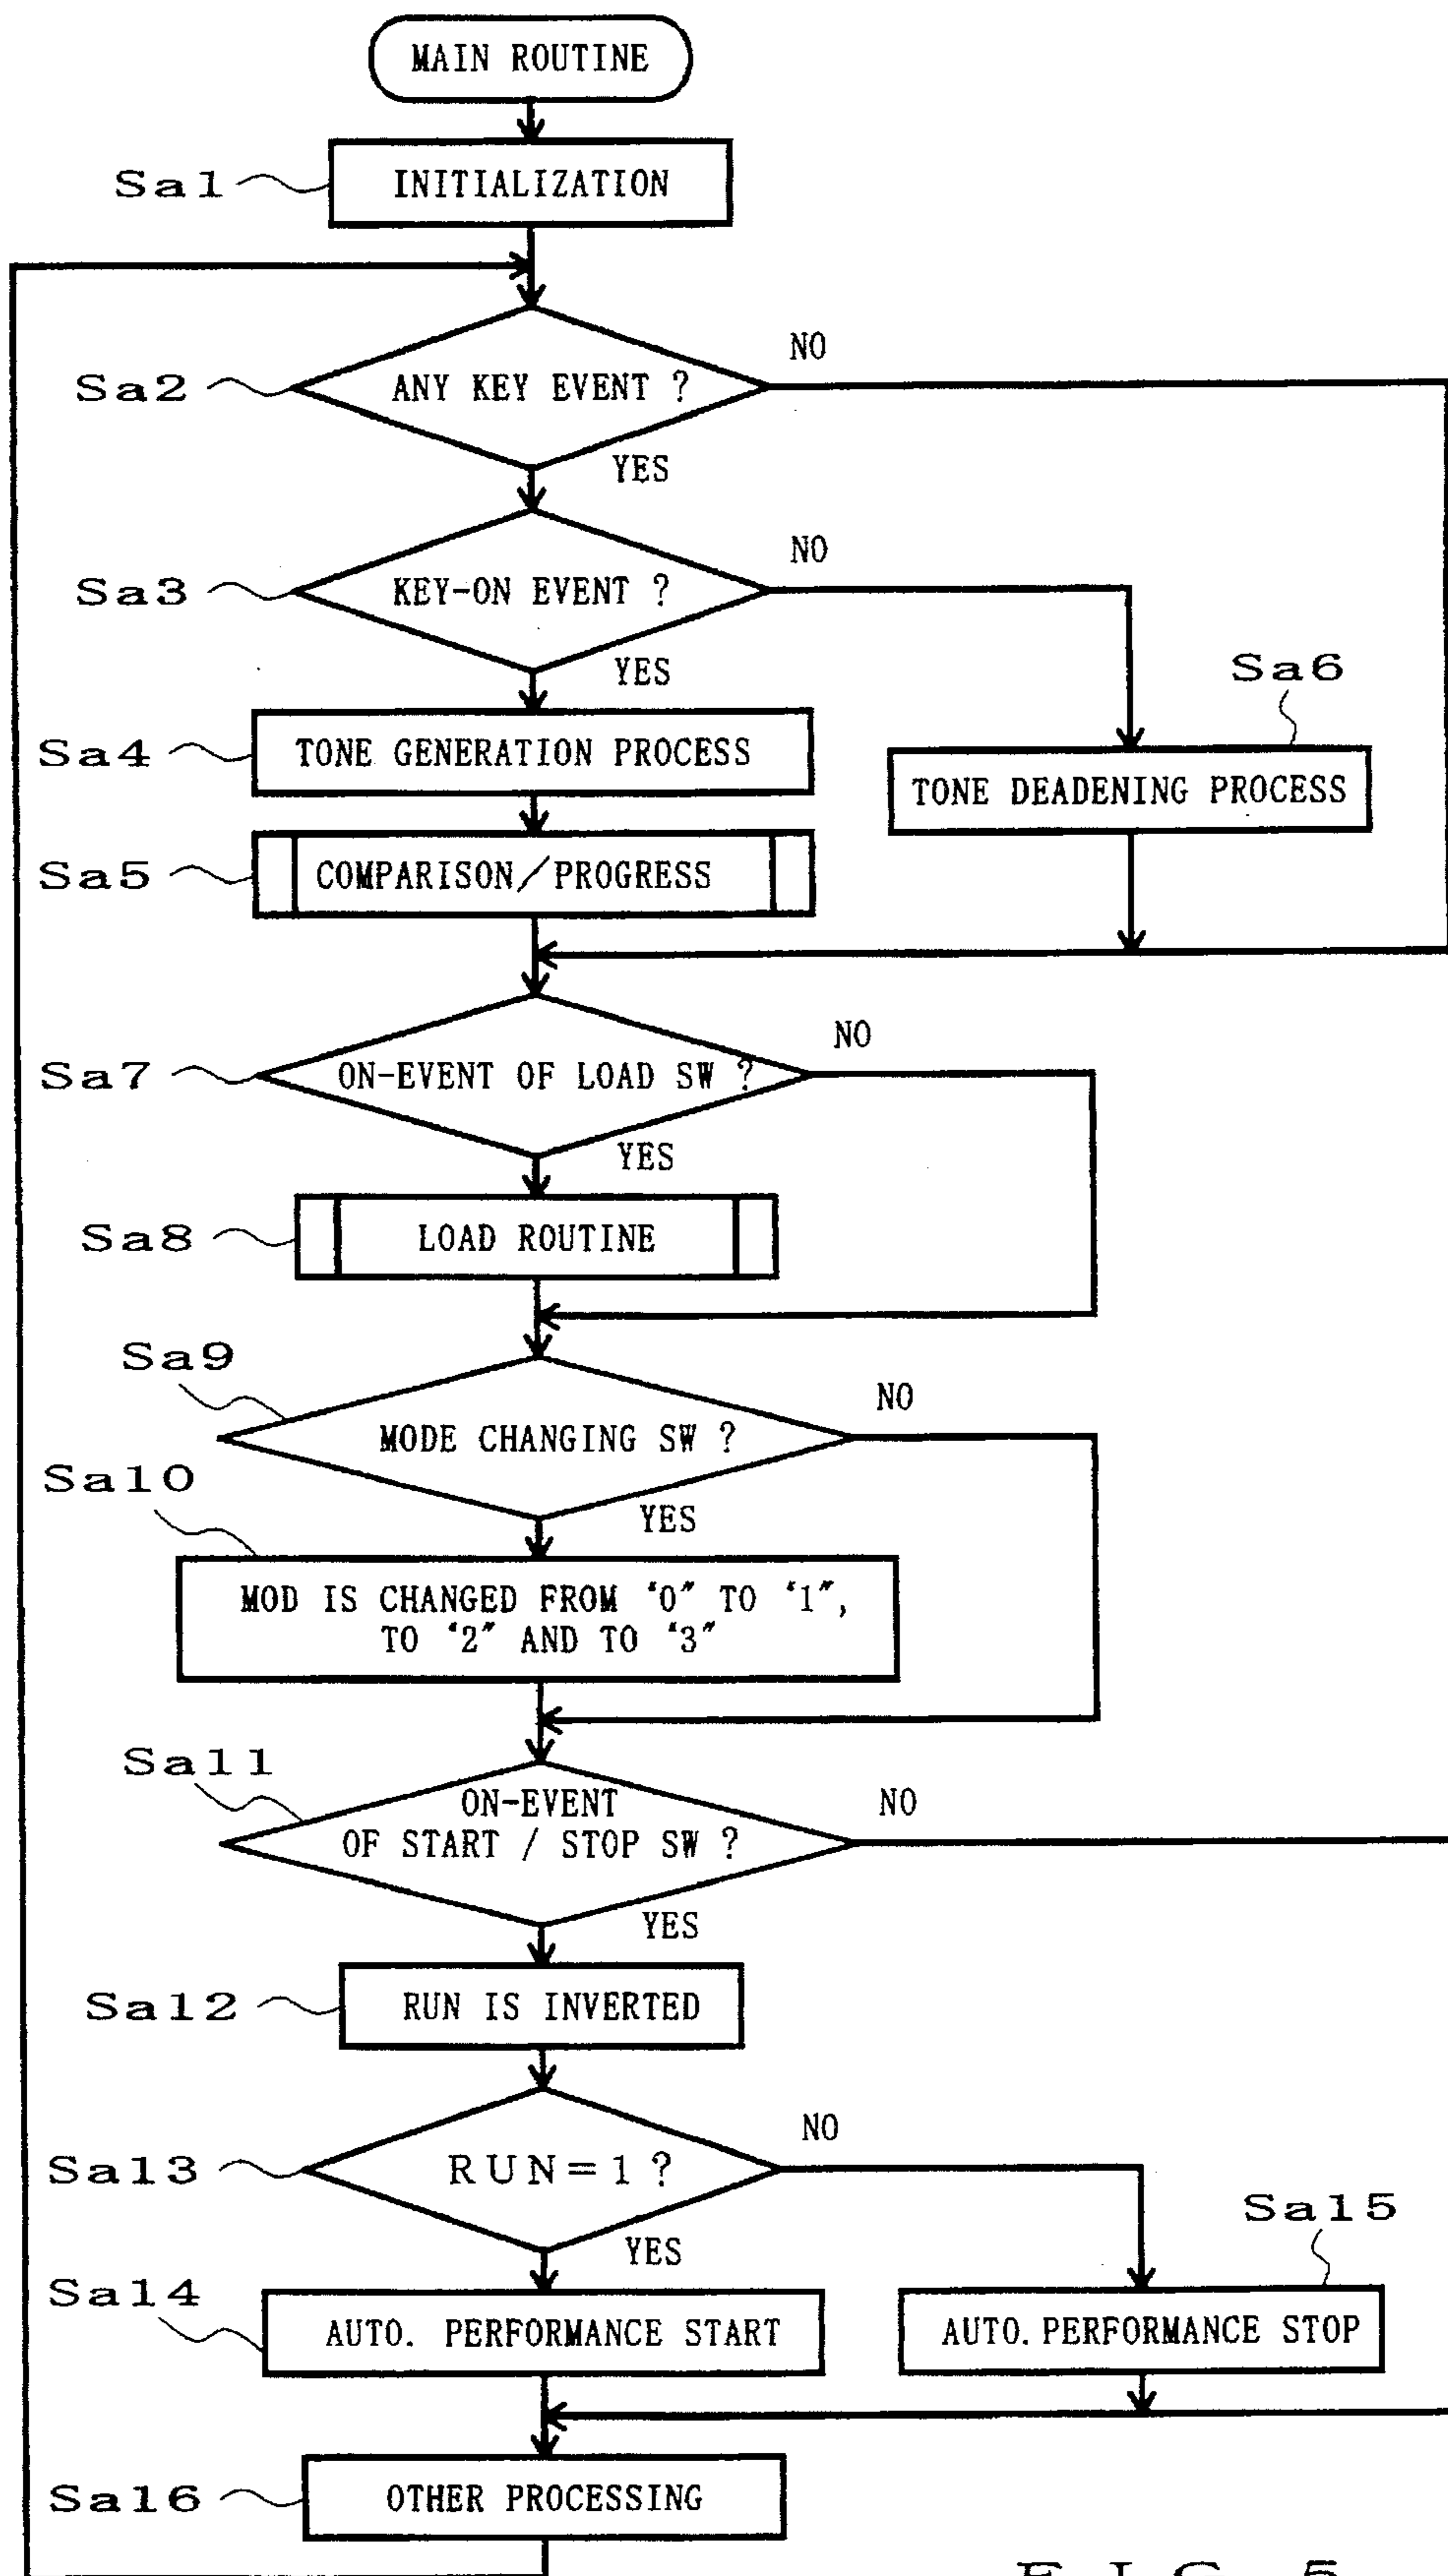 MAIN ROUTINE
Sa1
INITIALIZATION
NO
Sa2
ANY KEY EVENT ?
YES
NO
Sa3
KEY-ON EVENT ?
YES
Sa6
Sa4
TONE GENERATION PROCESS
TONE DEADENING PROCESS
Sa5
COMPARISON/PROGRESS
NO
Sa7
ON-EVENT OF LOAD SW ?
YES
Sa8
LOAD ROUTINE
Sa9
NO
MODE CHANGING SW ?
Sa10
YES
MOD IS CHANGED FROM ‘0” TO ‘1”,
TO ‘2” AND TO ‘3”
Sa11
NO
ON-EVENT
OF START / STOP SW ?
YES
Sa12
RUN IS INVERTED
NO
Sa13
RUN=1 ?
Sa15
YES
Sa14
AUTO. PERFORMANCE START
AUTO. PERFORMANCE STOP
Sa16
OTHER PROCESSING
FIG. 5